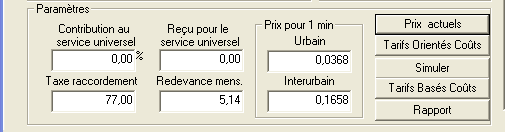 Paramètres
Contribution au
service universel
0,00 %
Reçu pour le
service universel
0,00
Taxe raccordement
77,00
Redevance mens.
5,14
Prix pour 1 min
Urbain
0,0368
Interurbain
0,1658
Prix actuels
Tarifs Orientés Coûts
Simuler
Tarifs Basés Coûts
Rapport